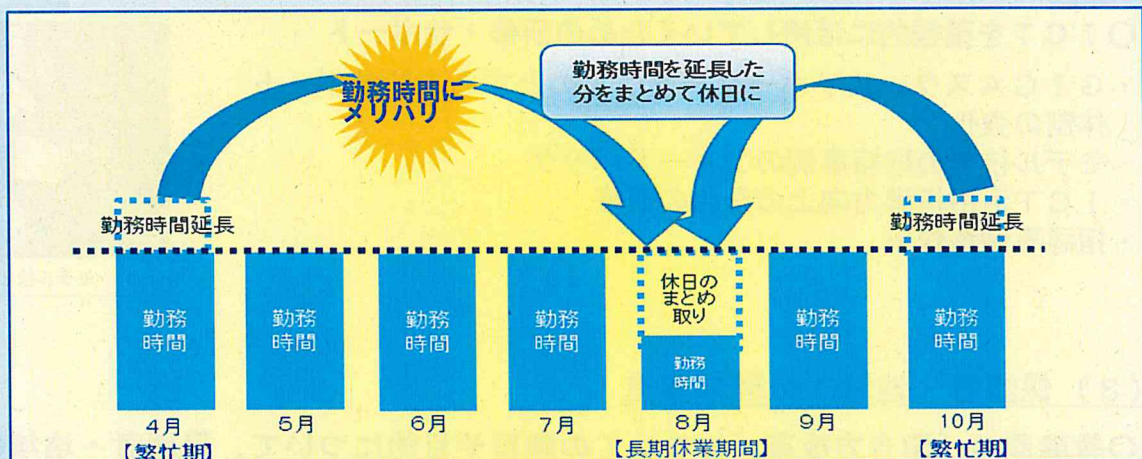 勤務時間に
メリハリ
勤務時間を延長した
分をまとめて休日に
勤務時間延長
勤務時間延長
休日の
まとめ
取り
勤務
時間
勤務
時間
勤務
時間
勤務
時間
勤務
時間
勤務
時間
勤務
時間
4月
5月
6月
7月
8月
9月
10月
【繁忙期】
【長期休業期間】
【繁忙期】